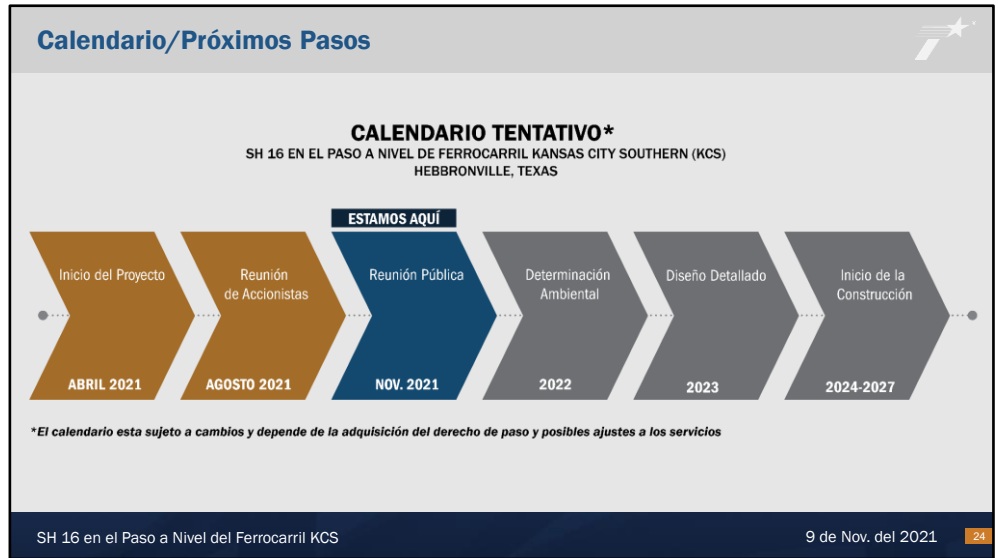 Calendario/Próximos Pasos
CALENDARIO TENTATIVO*
SH 16 EN EL PASO A NIVEL DE FERROCARRIL KANSAS CITY SOUTHERN (KCS)
HEBBRONVILLE, TEXAS
ESTAMOS AQUÍ
Inicio del Proyecto
ABRIL 2021
Reunión
de Accionistas
AGOSTO 2021
Reunión Pública
NOV. 2021
Determinación
Ambiental
2022
Diseño Detallado
2023
Inicio de la
Construcción
2024-2027
*El calendario esta sujeto a cambios y depende de la adquisición del derecho de paso y posibles ajustes a los servicios
SH 16 en el Paso a Nivel del Ferrocarril KCS
9 de Nov. del 2021
24